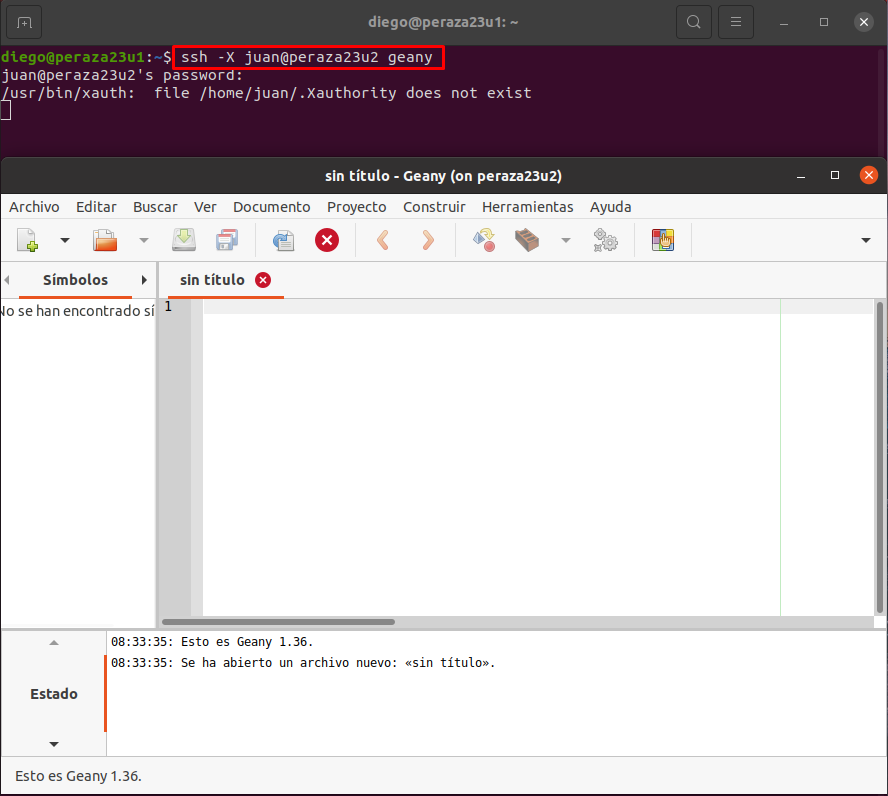 diego@peraza23u1: ~
diego@peraza23u1:~$ ssh -X juan@peraza23u2 geany
juan@peraza23u2's password:
/usr/bin/xauth:  file /home/juan/.Xauthority does not exist
sin título - Geany (on peraza23u2)
Archivo Editar Buscar Ver Documento Proyecto Construir Herramientas Ayuda
Símbolos sin título
No se han encontrado sí
1
08:33:35: Esto es Geany 1.36.
08:33:35: Se ha abierto un archivo nuevo: «sin título».
Estado
Esto es Geany 1.36.